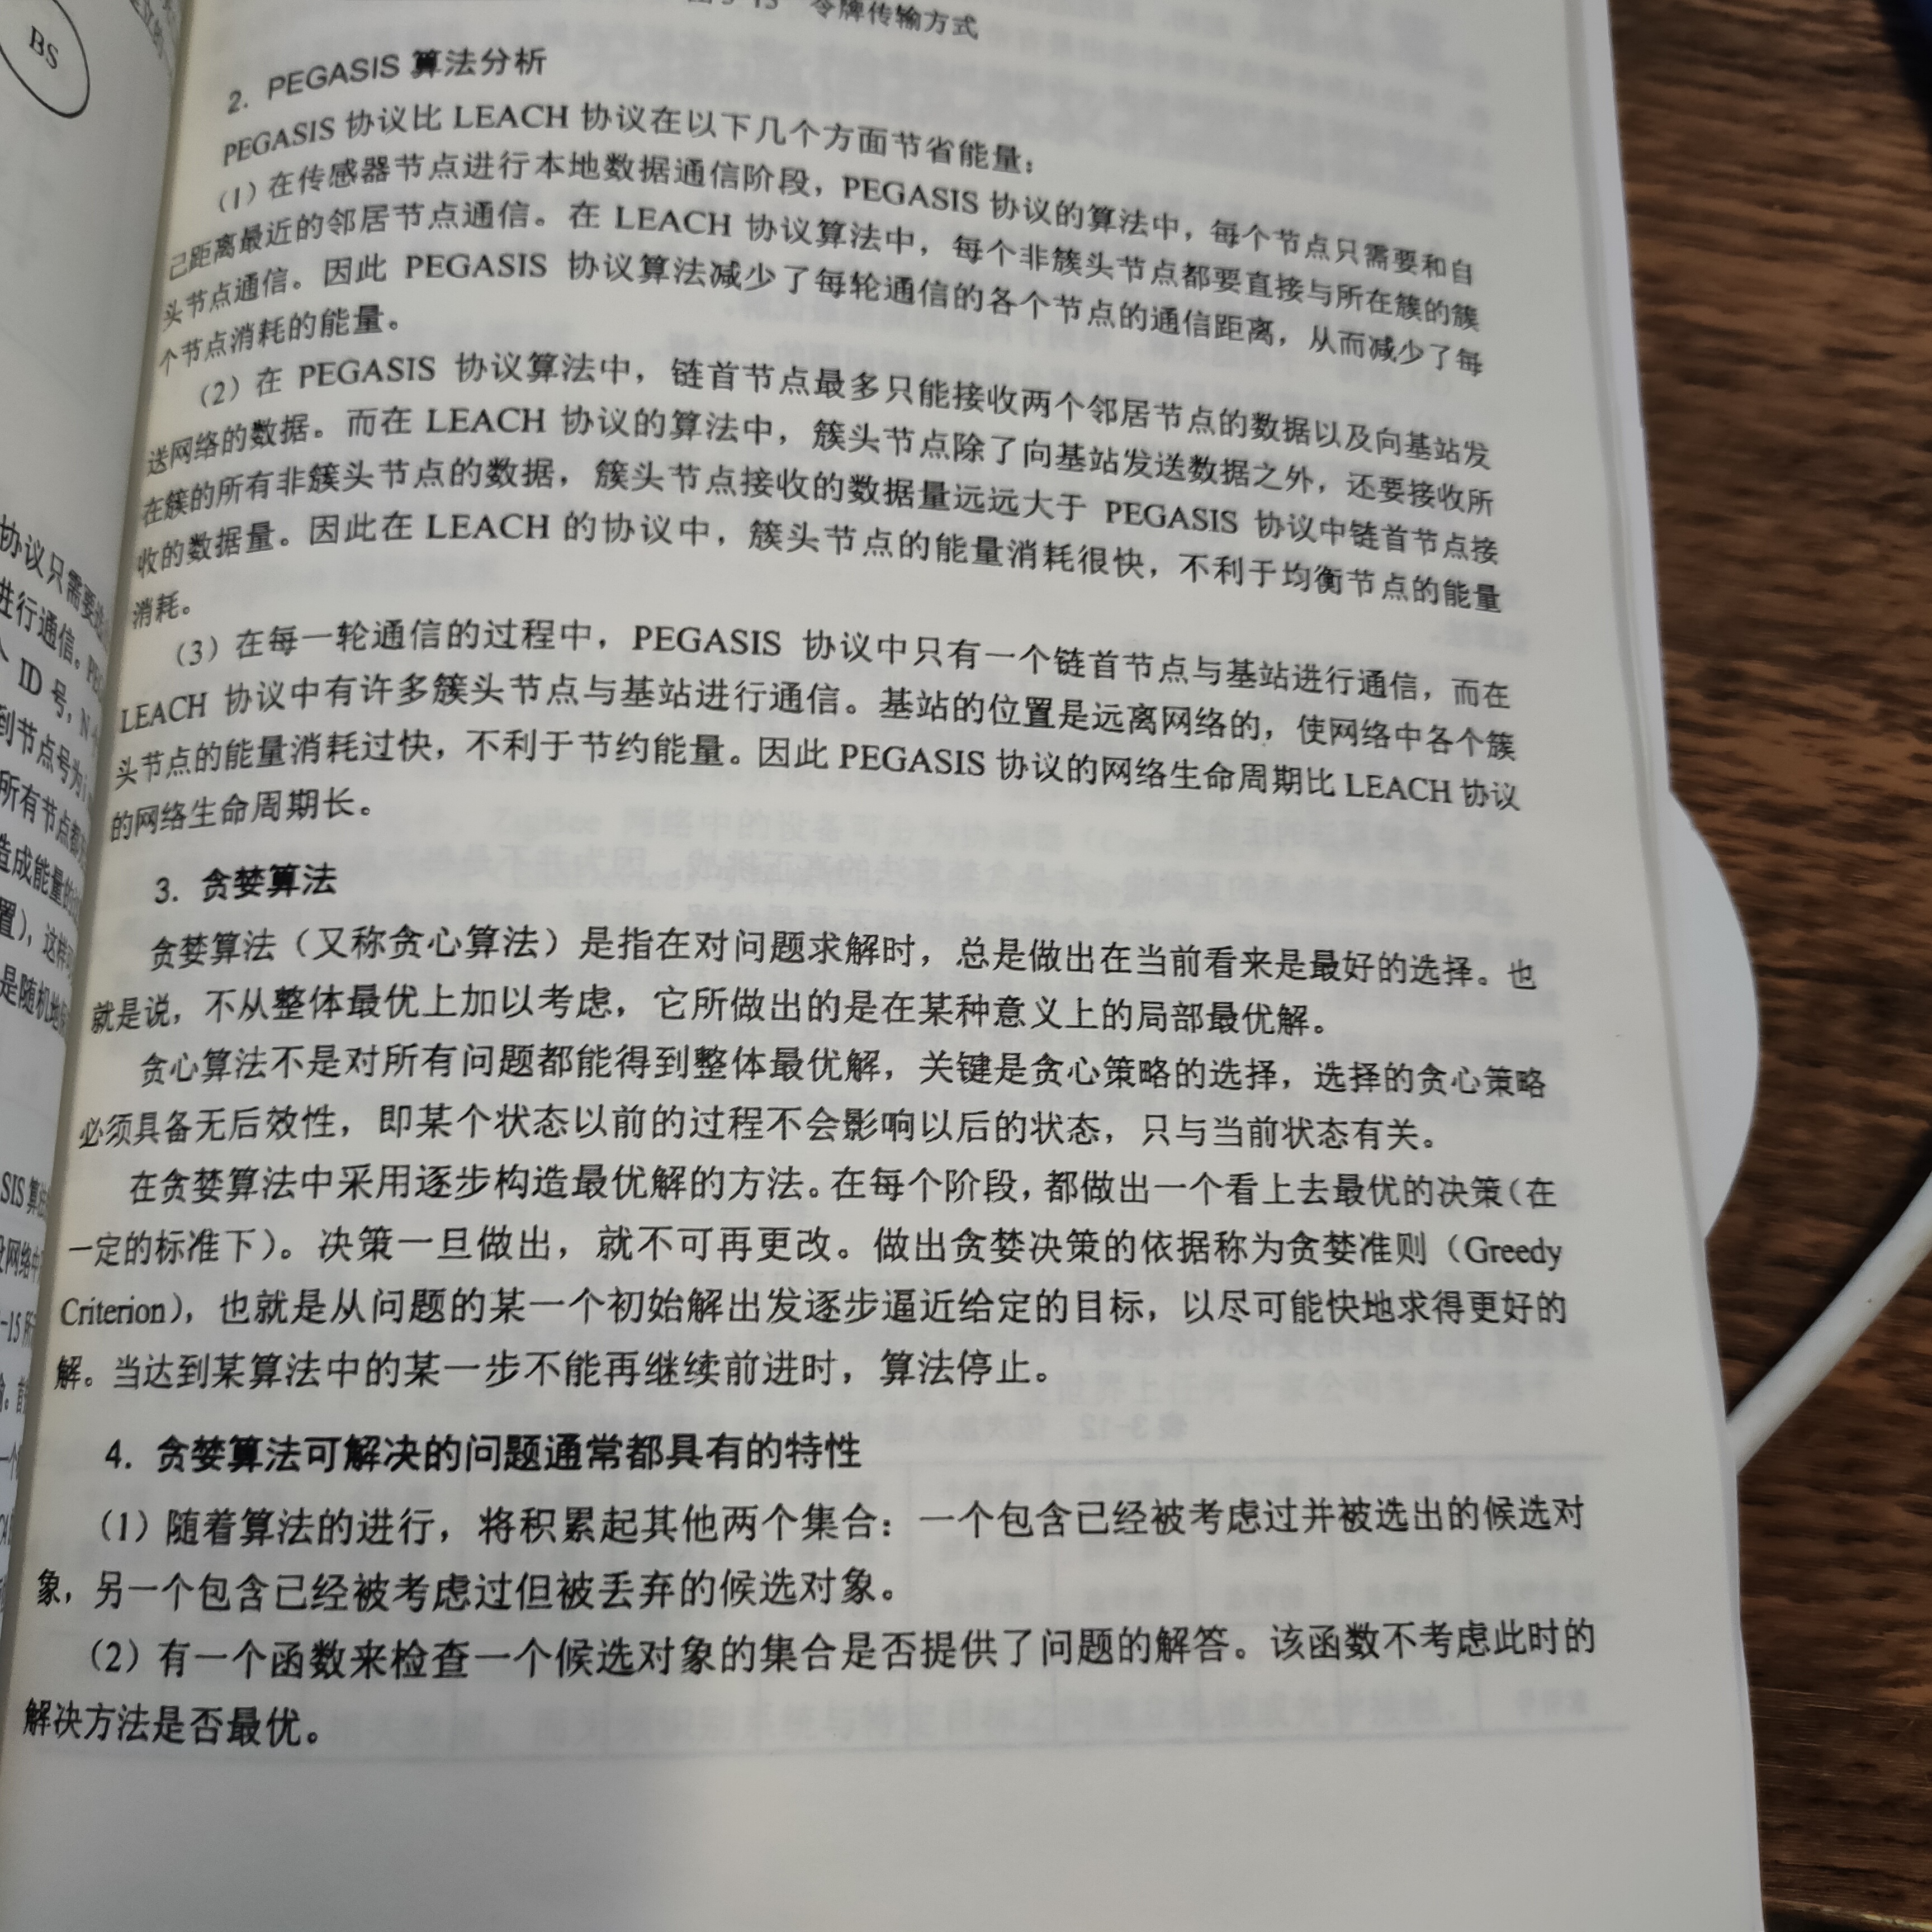 BS
令牌传输方式
2. PEGASIS 算法分析
PEGASIS 协议比 LEACH 协议在以下几个方面节省能量：
（1）在传感器节点进行本地数据通信阶段，PEGASIS 协议的算法中，每个节点只需要和自
己距离最近的邻居节点通信。在 LEACH 协议算法中，每个非簇头节点都要直接与所在簇的簇
头节点通信。因此 PEGASIS 协议算法减少了每轮通信的各个节点的通信距离，从而减少了每
个节点消耗的能量。
（2）在 PEGASIS 协议算法中，链首节点最多只能接收两个邻居节点的数据以及向基站发
送网络的数据。而在 LEACH 协议的算法中，簇头节点除了向基站发送数据之外，还要接收所
在簇的所有非簇头节点的数据，簇头节点接收的数据量远远大于 PEGASIS 协议中链首节点接
收的数据量。因此在 LEACH 的协议中，簇头节点的能量消耗很快，不利于均衡节点的能量
消耗。
（3）在每一轮通信的过程中，PEGASIS 协议中只有一个链首节点与基站进行通信，而在
LEACH 协议中有许多簇头节点与基站进行通信。基站的位置是远离网络的，使网络中各个簇
头节点的能量消耗过快，不利于节约能量。因此 PEGASIS 协议的网络生命周期比 LEACH 协议
的网络生命周期长。
3. 贪婪算法
贪婪算法（又称贪心算法）是指在对问题求解时，总是做出在当前看来是最好的选择。也
就是说，不从整体最优上加以考虑，它所做出的是在某种意义上的局部最优解。
贪心算法不是对所有问题都能得到整体最优解，关键是贪心策略的选择，选择的贪心策略
必须具备无后效性，即某个状态以前的过程不会影响以后的状态，只与当前状态有关。
在贪婪算法中采用逐步构造最优解的方法。在每个阶段，都做出一个看上去最优的决策（在
一定的标准下）。决策一旦做出，就不可再更改。做出贪婪决策的依据称为贪婪准则（Greedy
Criterion），也就是从问题的某一个初始解出发逐步逼近给定的目标，以尽可能快地求得更好的
解。当达到某算法中的某一步不能再继续前进时，算法停止。
4. 贪婪算法可解决的问题通常都具有的特性
（1）随着算法的进行，将积累起其他两个集合：一个包含已经被考虑过并被选出的候选对
象，另一个包含已经被考虑过但被丢弃的候选对象。
（2）有一个函数来检查一个候选对象的集合是否提供了问题的解答。该函数不考虑此时的
解决方法是否最优。